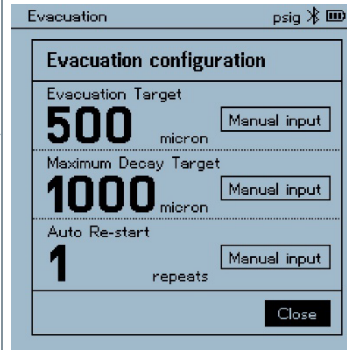 Evacuation psig
Evacuation configuration
Evacuation Target
500 micron Manual input
Maximum Decay Target
1000 micron Manual input
Auto Re-start
1 repeats Manual input
Close